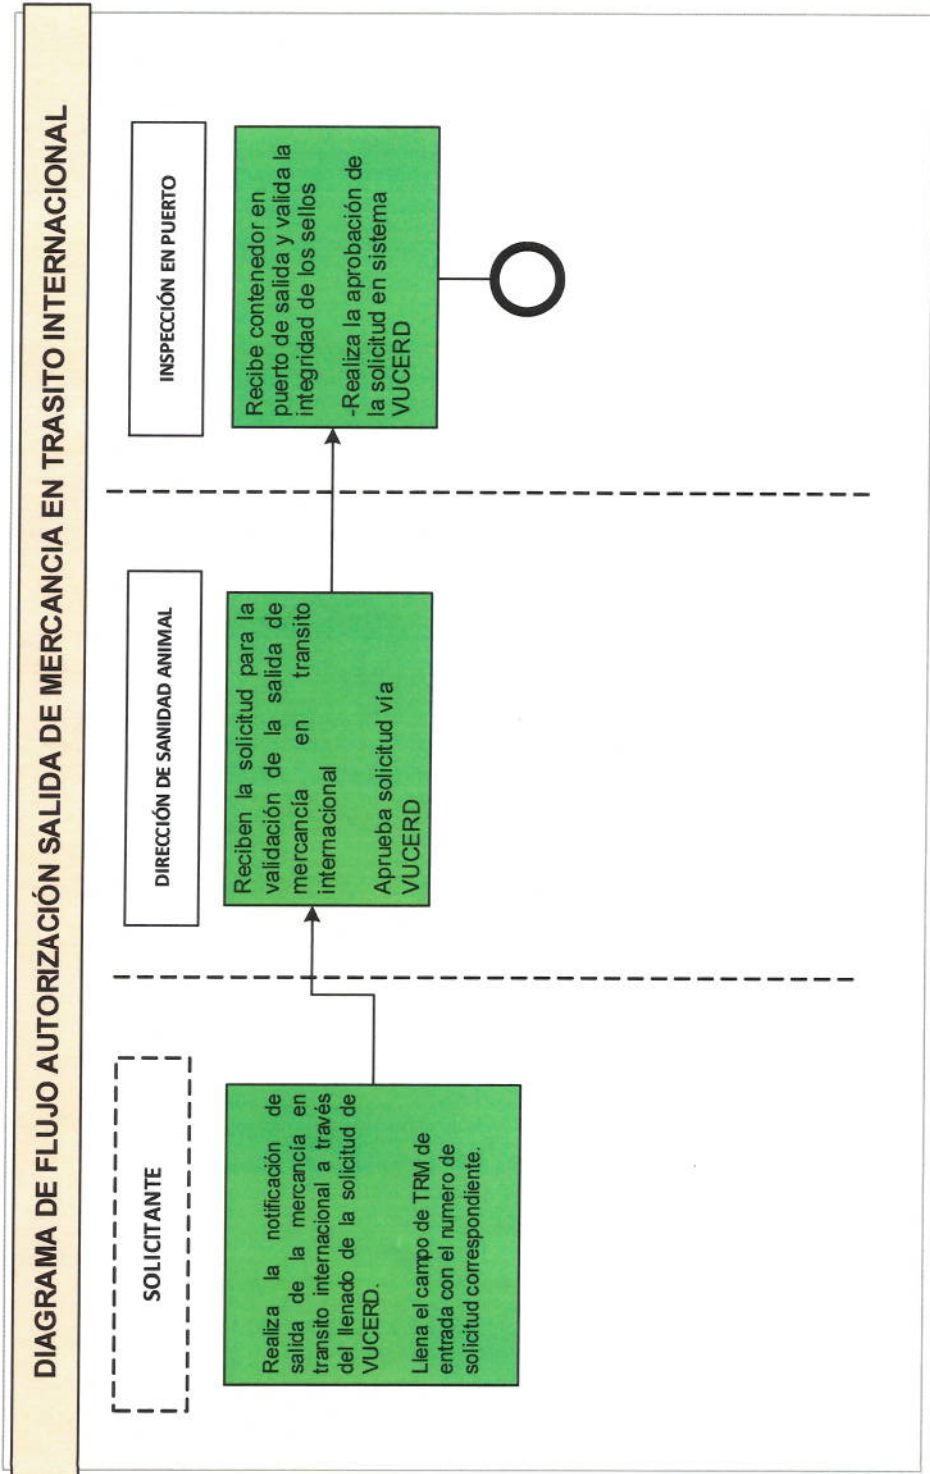 DIAGRAMA DE FLUJO AUTORIZACIÓN SALIDA DE MERCANCIA EN TRASITO INTERNACIONAL
SOLICITANTE
Realiza la notificación de
salida de la mercancía en
transito internacional a través
del llenado de la solicitud de
VUCERD.
Llena el campo de TRM de
entrada con el numero de
solicitud correspondiente.
DIRECCIÓN DE SANIDAD ANIMAL
Reciben la solicitud para la
validación de la salida de
mercancía en transito
internacional
Aprueba solicitud vía
VUCERD
INSPECCIÓN EN PUERTO
Recibe contenedor en
puerto de salida y valida la
integridad de los sellos
-Realiza la aprobación de
la solicitud en sistema
VUCERD